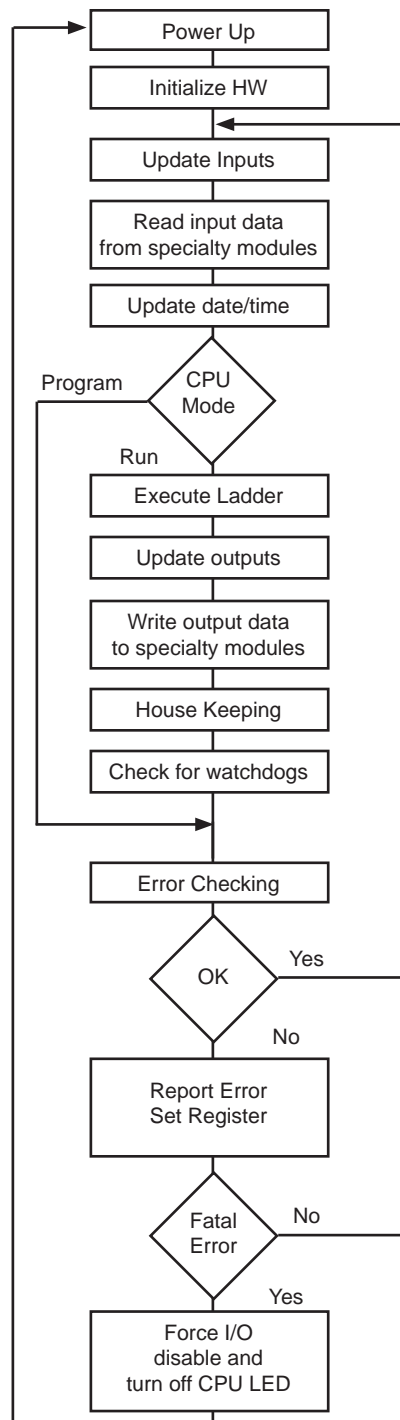 Power Up
Initialize HW
Update Inputs
Read input data
from specialty modules
Update date/time
Program
CPU
Mode
Run
Execute Ladder
Update outputs
Write output data
to specialty modules
House Keeping
Check for watchdogs
Error Checking
OK
Yes
No
Report Error
Set Register
Fatal
Error
No
Yes
Force I/O
disable and
turn off CPU LED